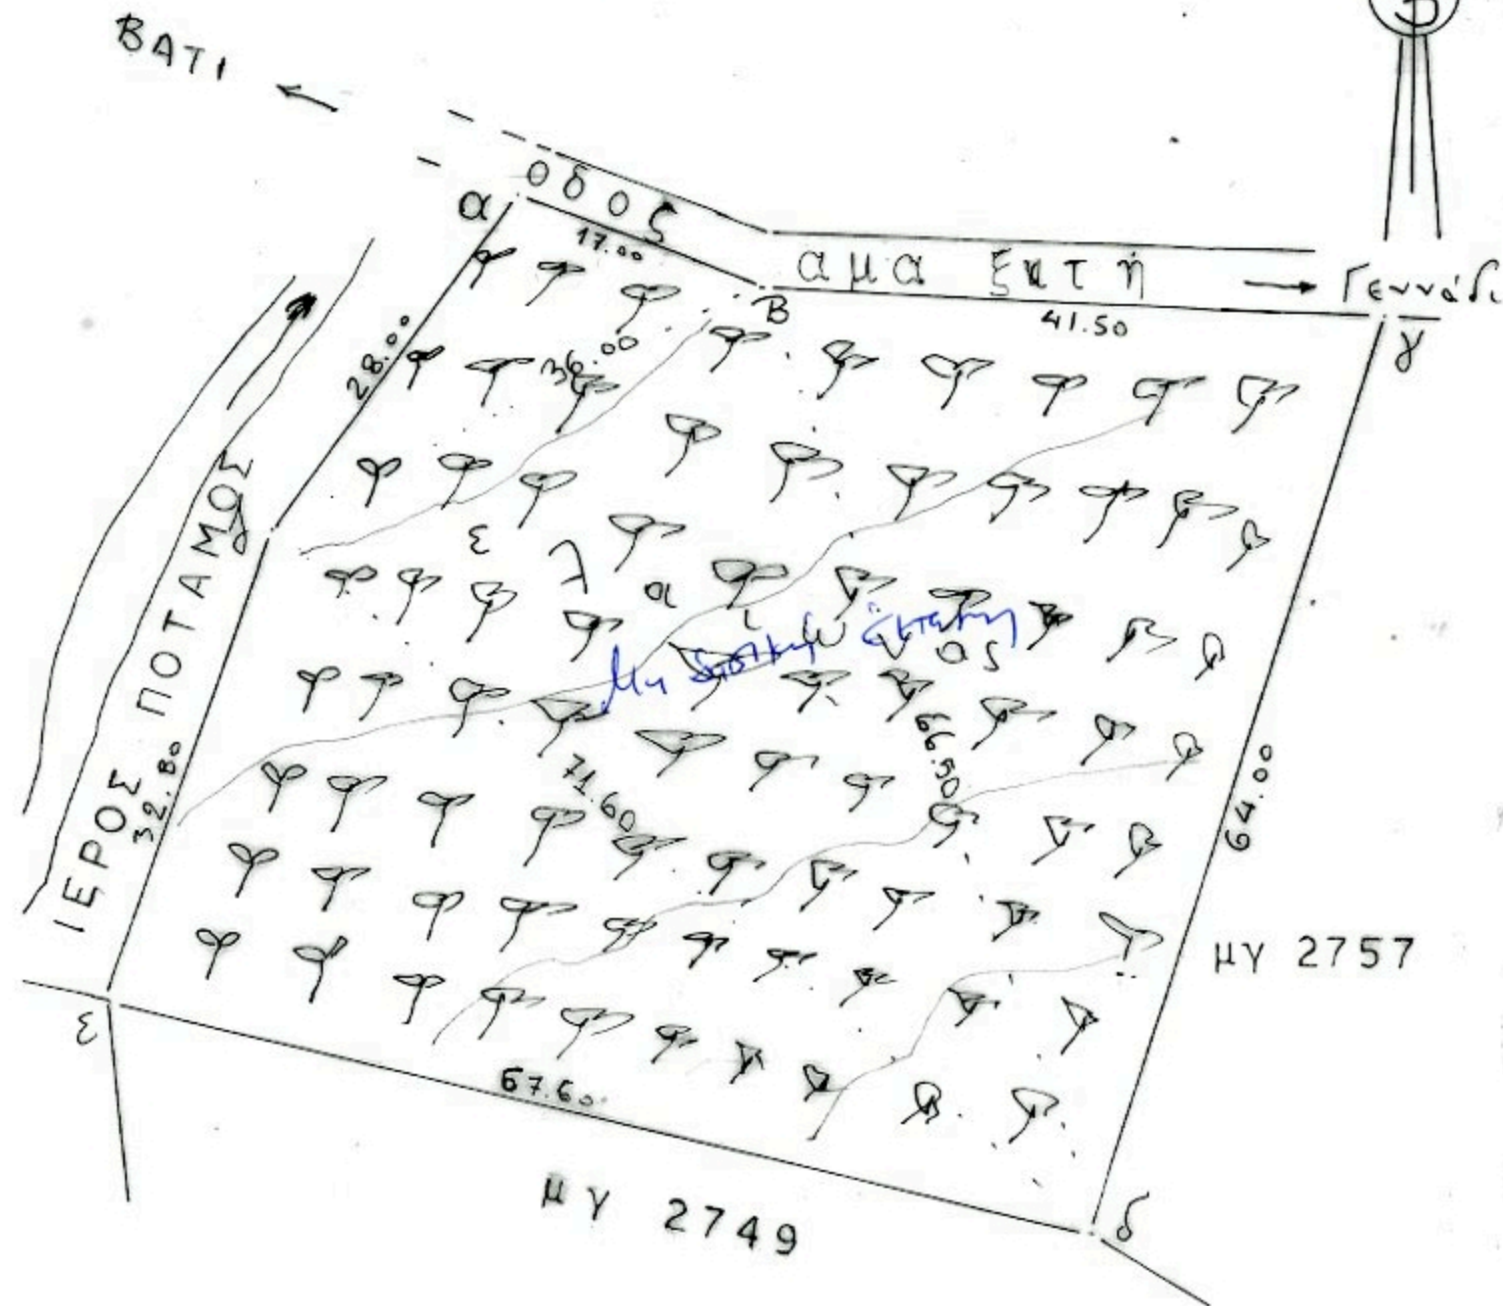 Β
ΒΑΤΙ
α
οδος
αμαξιτή
Γεννάδι
17.00
Β
41.50
γ
28.00
36.00
ΙΕΡΟΣ ΠΟΤΑΜΟΣ
ελαιωνας
66.50
71.60
32.80
64.00
μγ 2757
ε
67.60
μγ 2749
δ